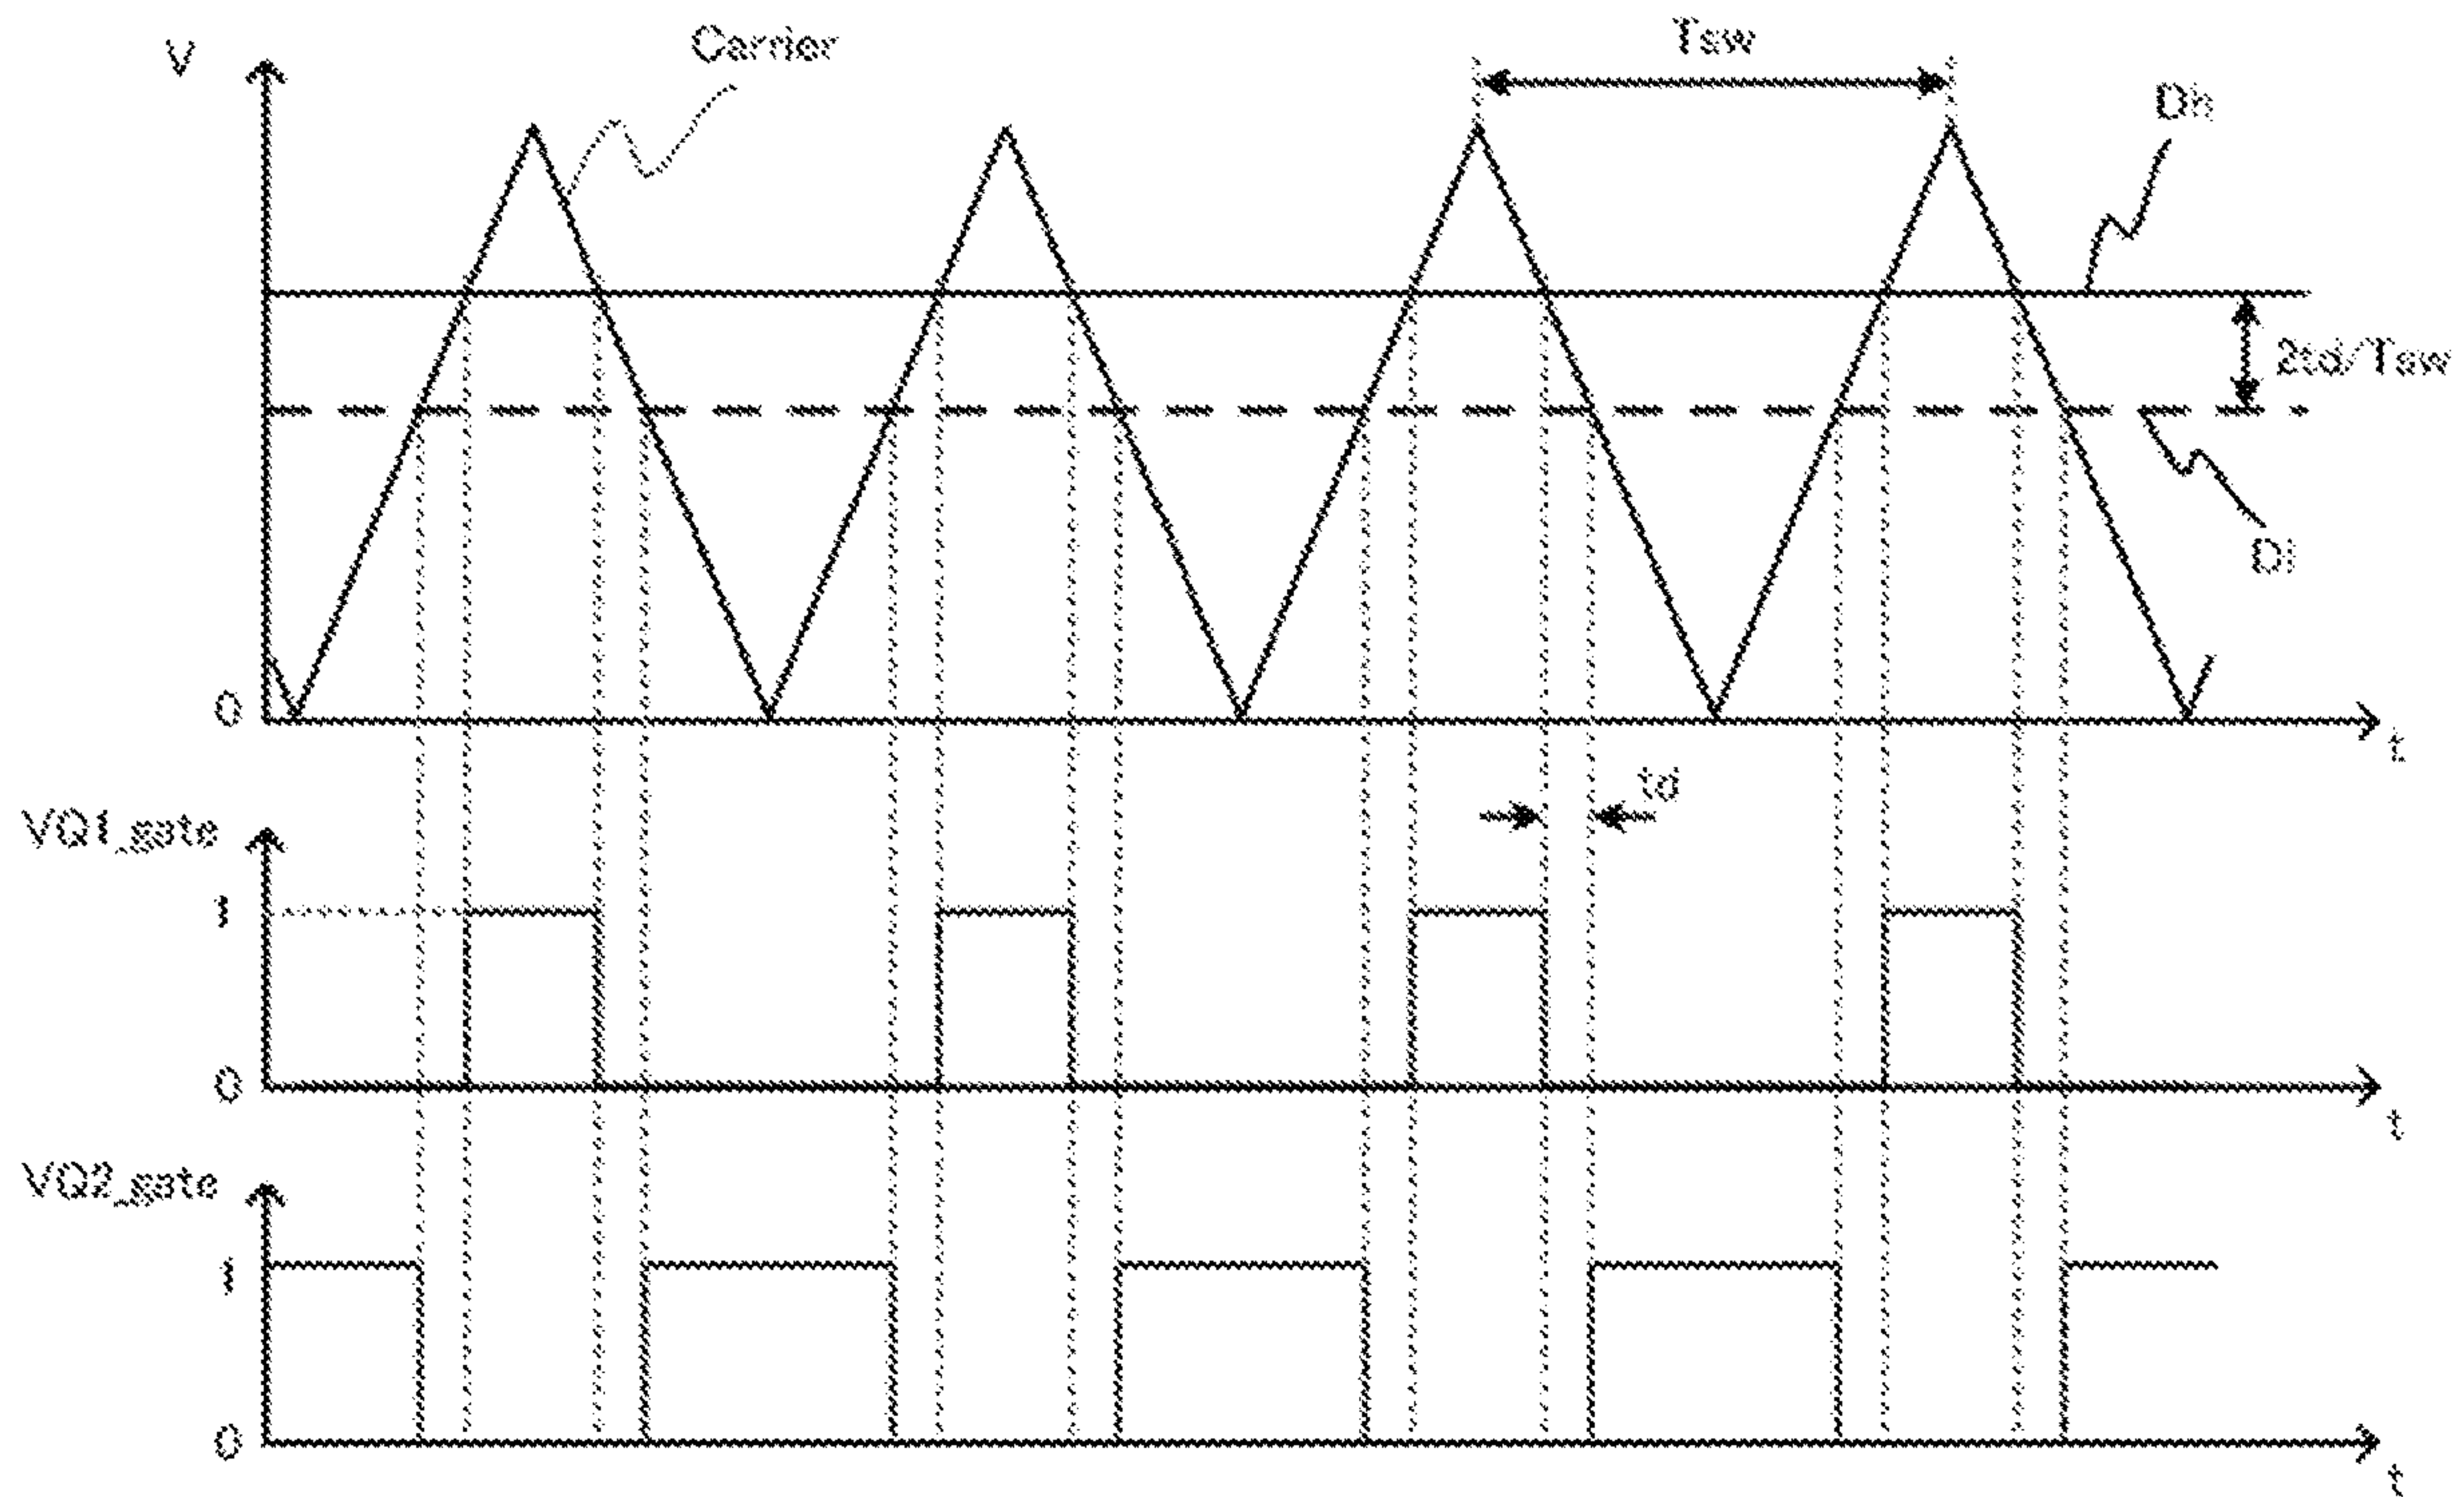 Carrier
Tsw
V
Dh
2td/Tsw
Dl
0
t
td
VQ1_gate
1
0
t
VQ2_gate
1
0
t